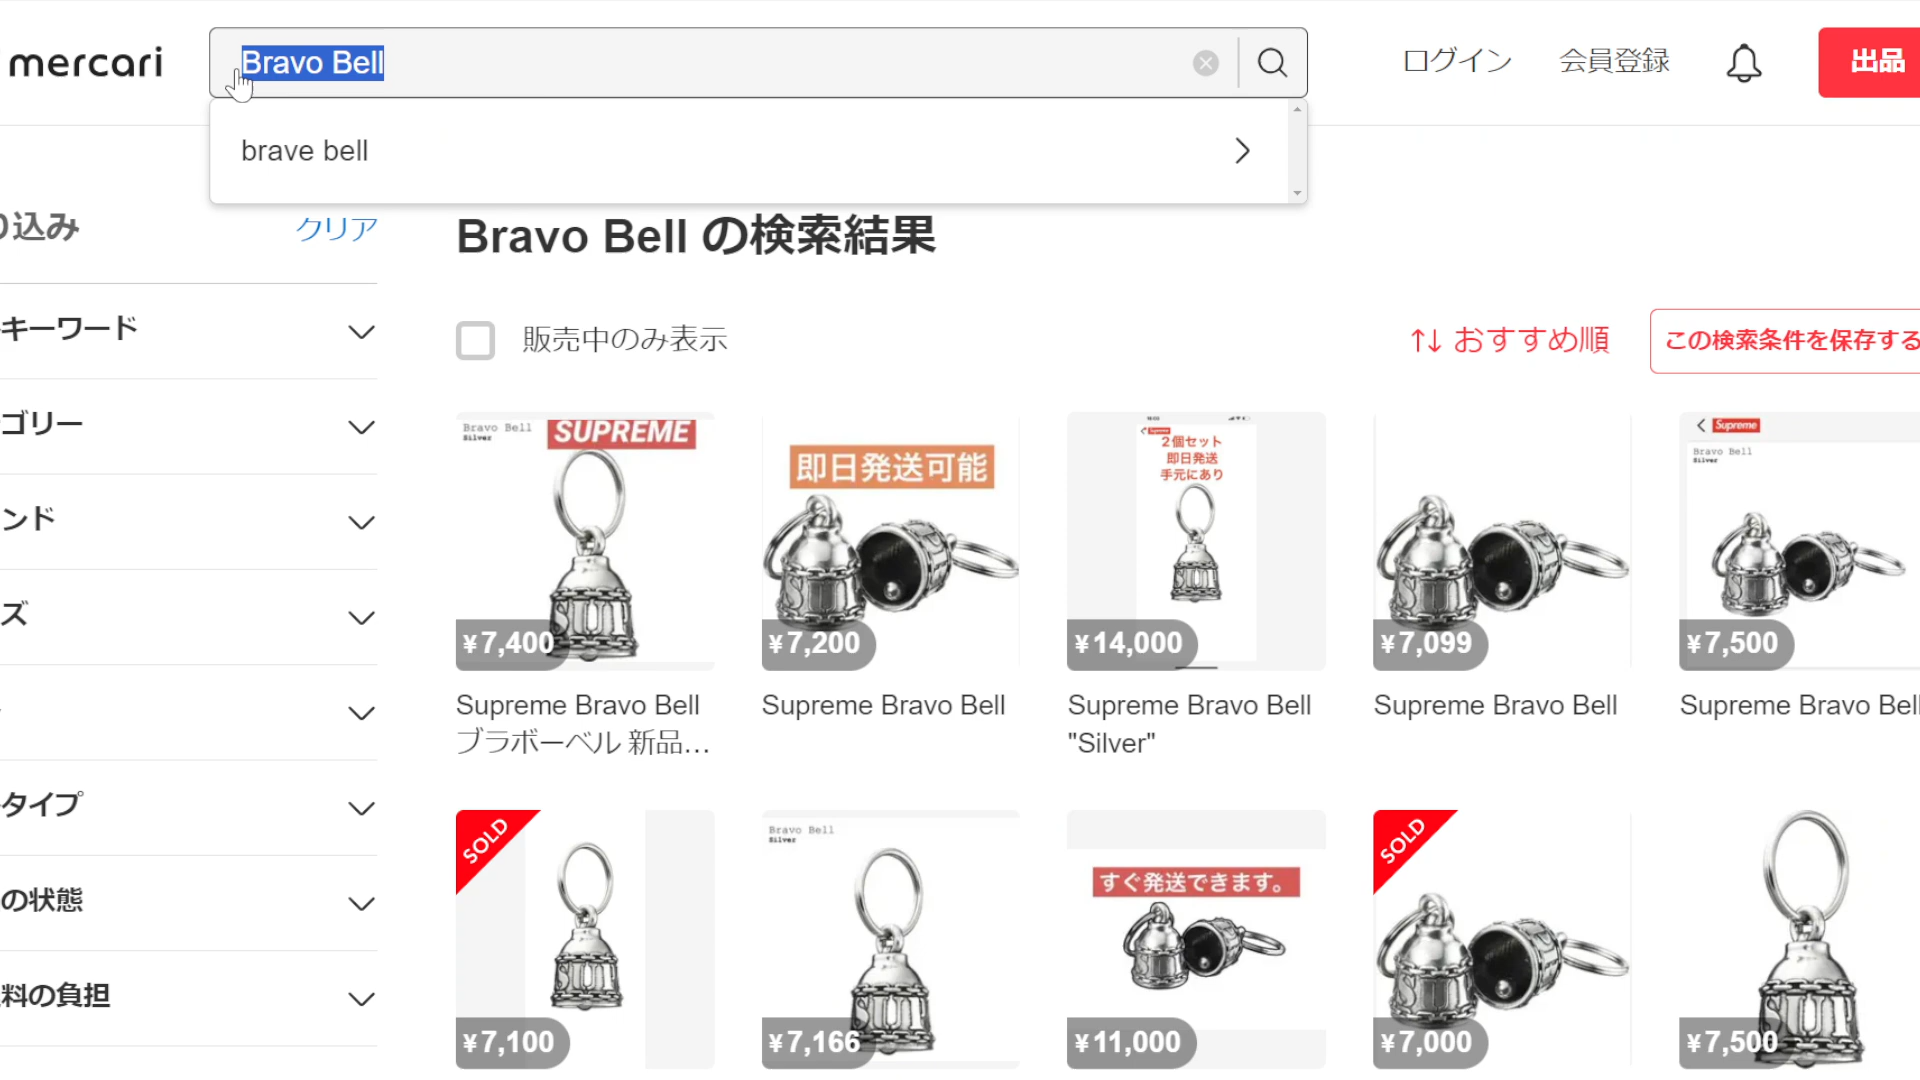 mercari
Bravo Bell
ログイン
会員登録
出品
brave bell
り込み
クリア
Bravo Bell の検索結果
キーワード
販売中のみ表示
↑↓ おすすめ順
この検索条件を保存する
ゴリー
ンド
ズ
タイプ
の状態
料の負担
Bravo Bell
Silver
SUPREME
¥7,400
Supreme Bravo Bell
ブラボーベル 新品…
即日発送可能
¥7,200
Supreme Bravo Bell
Supreme
2個セット
即日発送
手元にあり
¥14,000
Supreme Bravo Bell
"Silver"
¥7,099
Supreme Bravo Bell
Supreme
Bravo Bell
Silver
¥7,500
Supreme Bravo Bell
SOLD
¥7,100
Bravo Bell
Silver
¥7,166
すぐ発送できます。
¥11,000
SOLD
¥7,000
¥7,500